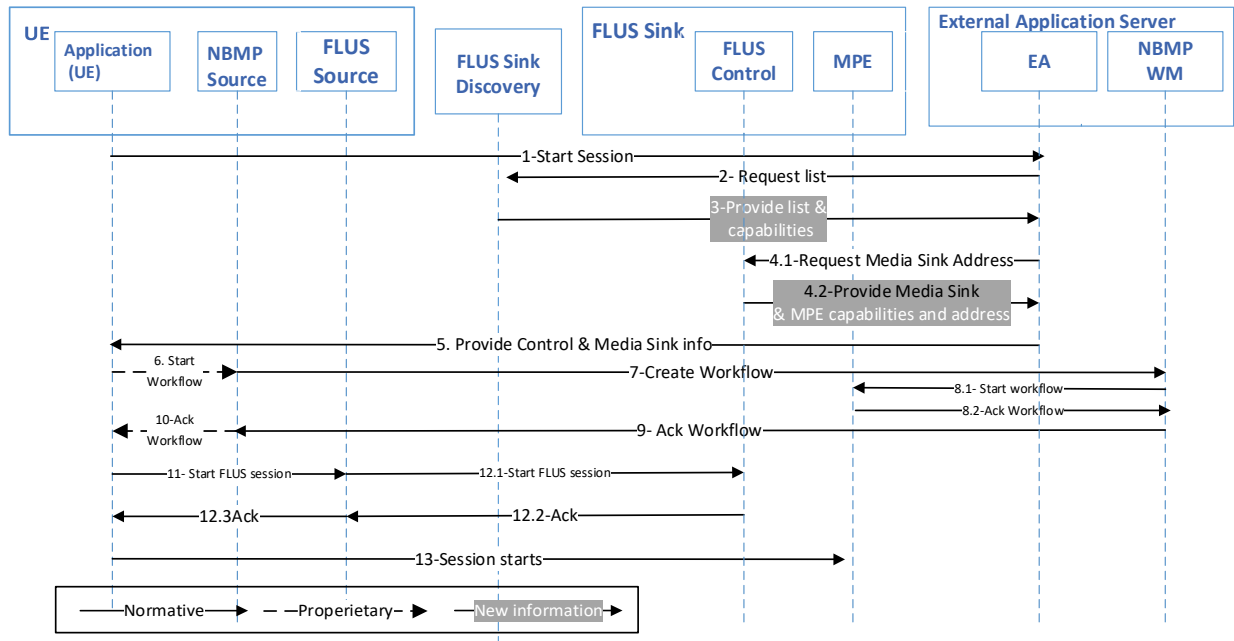 UE
Application
(UE)
NBMP
Source
FLUS
Source
FLUS Sink
Discovery
FLUS Sink
FLUS
Control
MPE
External Application Server
EA
NBMP
WM
1-Start Session
2- Request list
3-Provide list &
capabilities
4.1-Request Media Sink Address
4.2-Provide Media Sink
& MPE capabilities and address
5. Provide Control & Media Sink info
6. Start
Workflow
7-Create Workflow
8.1- Start workflow
8.2-Ack Workflow
10-Ack
Workflow
9- Ack Workflow
11- Start FLUS session
12.1-Start FLUS session
12.3Ack
12.2-Ack
13-Session starts
Normative
Properietary
New information